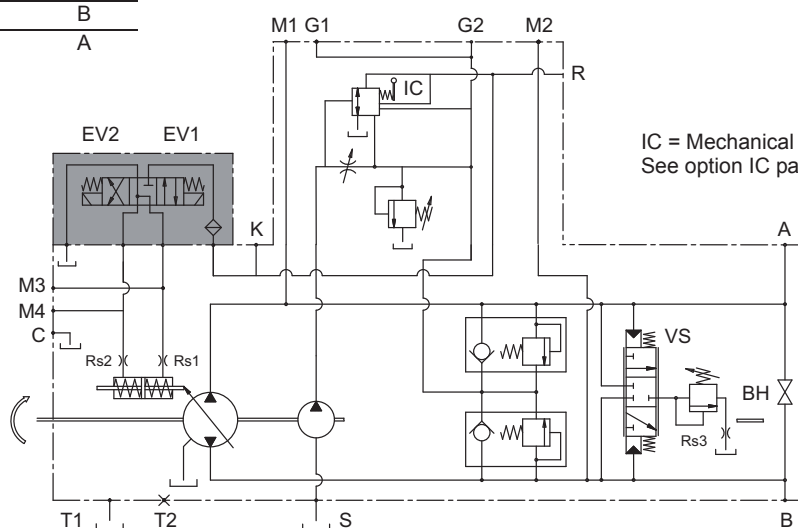 B
A
M1 G1 G2 M2
R
IC
EV2 EV1
IC = Mechanical
See option IC pa
K
A
M3
M4
C
Rs2 Rs1
VS
BH
Rs3
T1 T2 S B